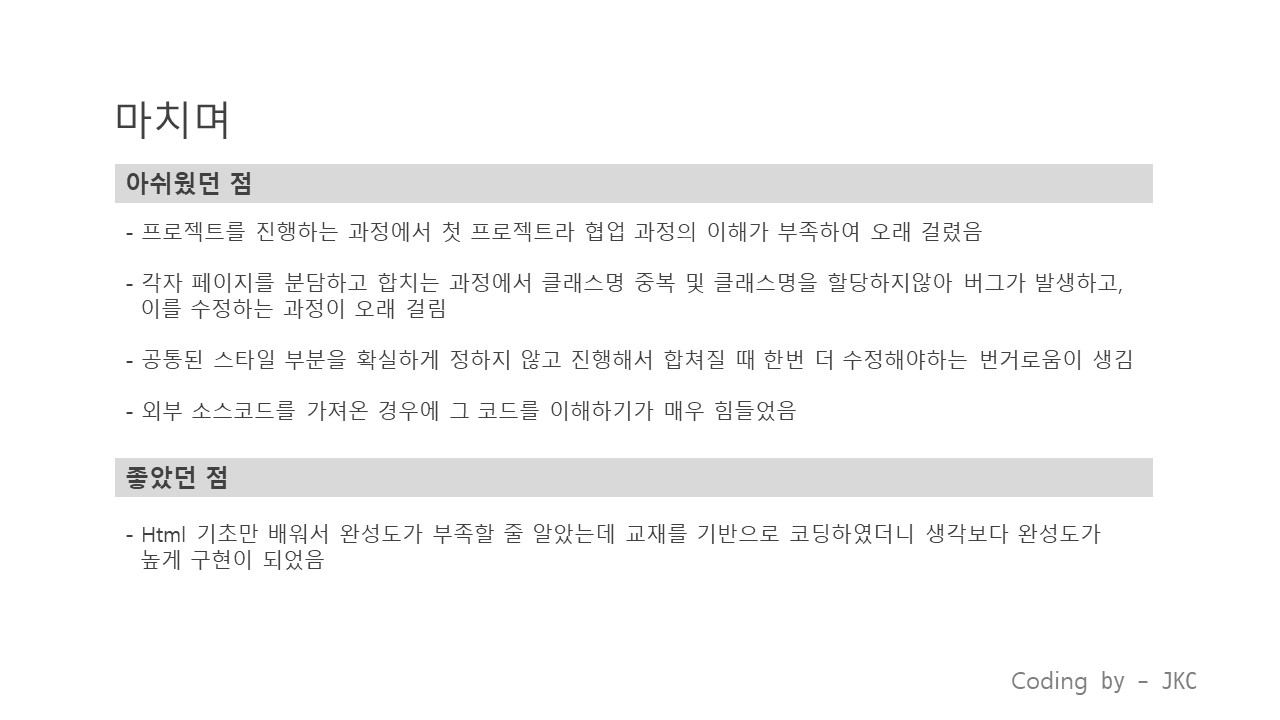 마치며
아쉬웠던 점
- 프로젝트를 진행하는 과정에서 첫 프로젝트라 협업 과정의 이해가 부족하여 오래 걸렸음
- 각자 페이지를 분담하고 합치는 과정에서 클래스명 중복 및 클래스명을 할당하지않아 버그가 발생하고,
이를 수정하는 과정이 오래 걸림
- 공통된 스타일 부분을 확실하게 정하지 않고 진행해서 합쳐질 때 한번 더 수정해야하는 번거로움이 생김
- 외부 소스코드를 가져온 경우에 그 코드를 이해하기가 매우 힘들었음
좋았던 점
- Html 기초만 배워서 완성도가 부족할 줄 알았는데 교재를 기반으로 코딩하였더니 생각보다 완성도가
높게 구현이 되었음
Coding by – JKC